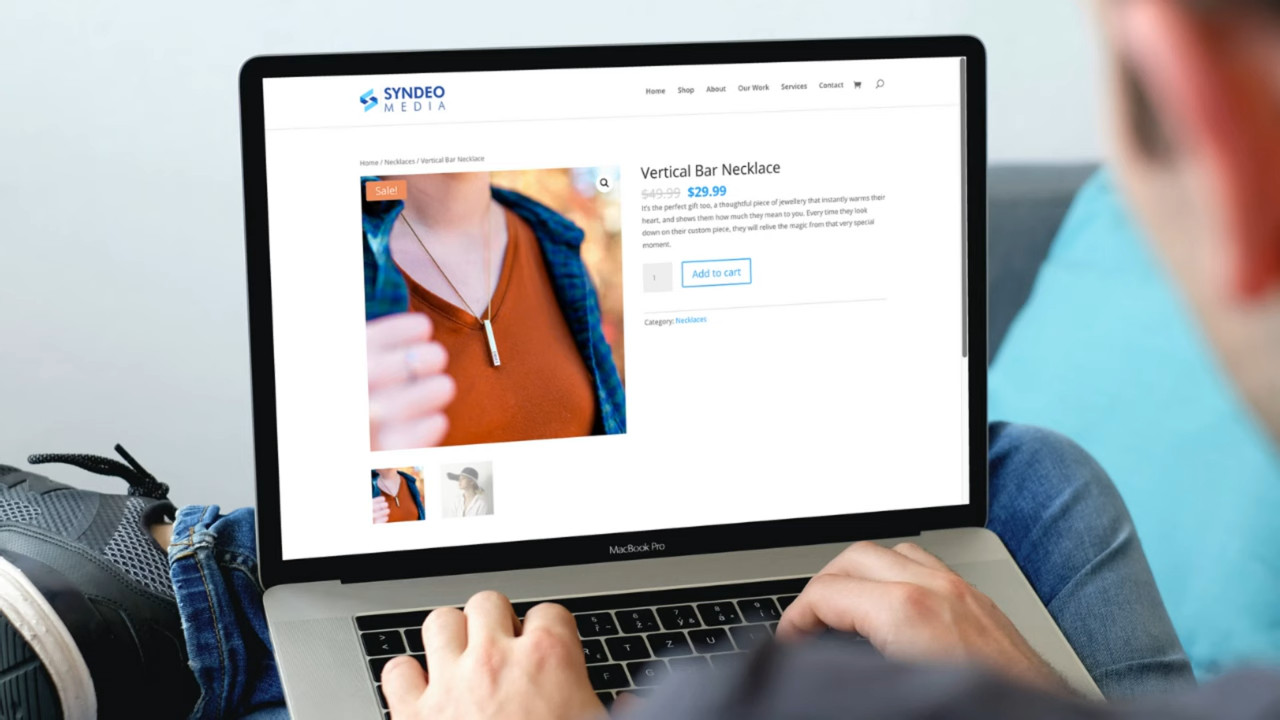 SYNDEO
MEDIA
Home Shop About Our Work Services Contact
Home / Necklaces / Vertical Bar Necklace
Sale!
Vertical Bar Necklace
$49.99 $29.99
It's the perfect gift too, a thoughtful piece of jewellery that instantly warms their
heart, and shows them how much they mean to you. Every time they look
down on their custom piece, they will relive the magic from that very special
moment.
1
Add to cart
Category: Necklaces
MacBook Pro
R T Z U
F G